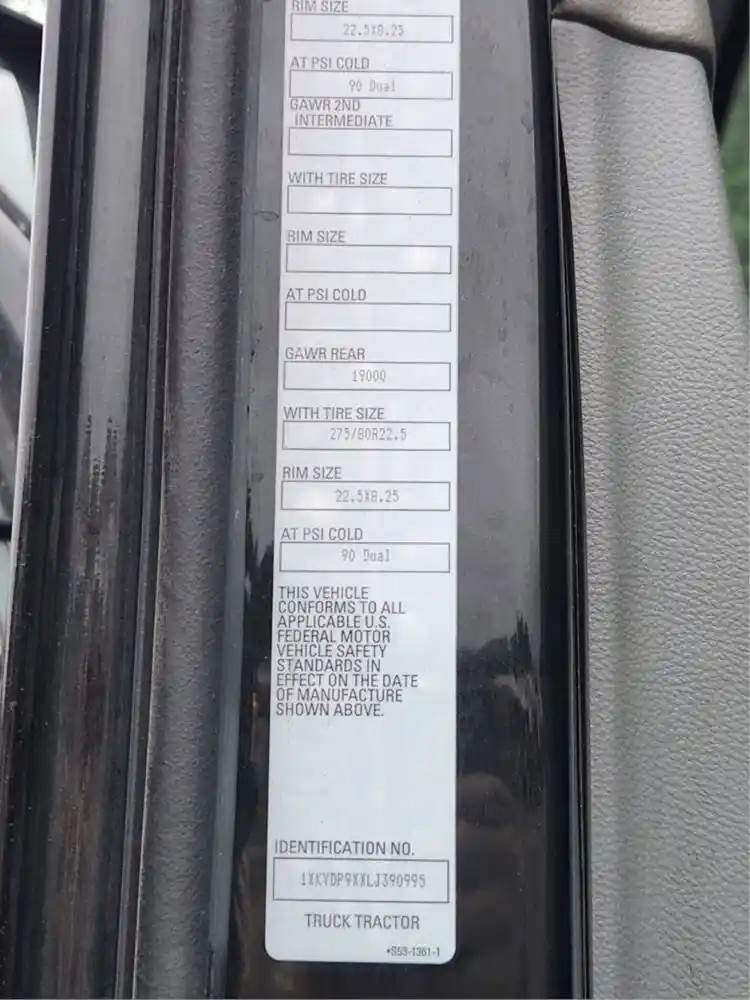 RIM SIZE
22.5X8.25
AT PSI COLD
90 Dual
GAWR 2ND
INTERMEDIATE
WITH TIRE SIZE
RIM SIZE
AT PSI COLD
GAWR REAR
19000
WITH TIRE SIZE
275/80R22.5
RIM SIZE
22.5X8.25
AT PSI COLD
90 Dual
THIS VEHICLE
CONFORMS TO ALL
APPLICABLE U.S.
FEDERAL MOTOR
VEHICLE SAFETY
STANDARDS IN
EFFECT ON THE DATE
OF MANUFACTURE
SHOWN ABOVE.
IDENTIFICATION NO.
1XKYDP9XXLJ390995
TRUCK TRACTOR
*S53-1361-1